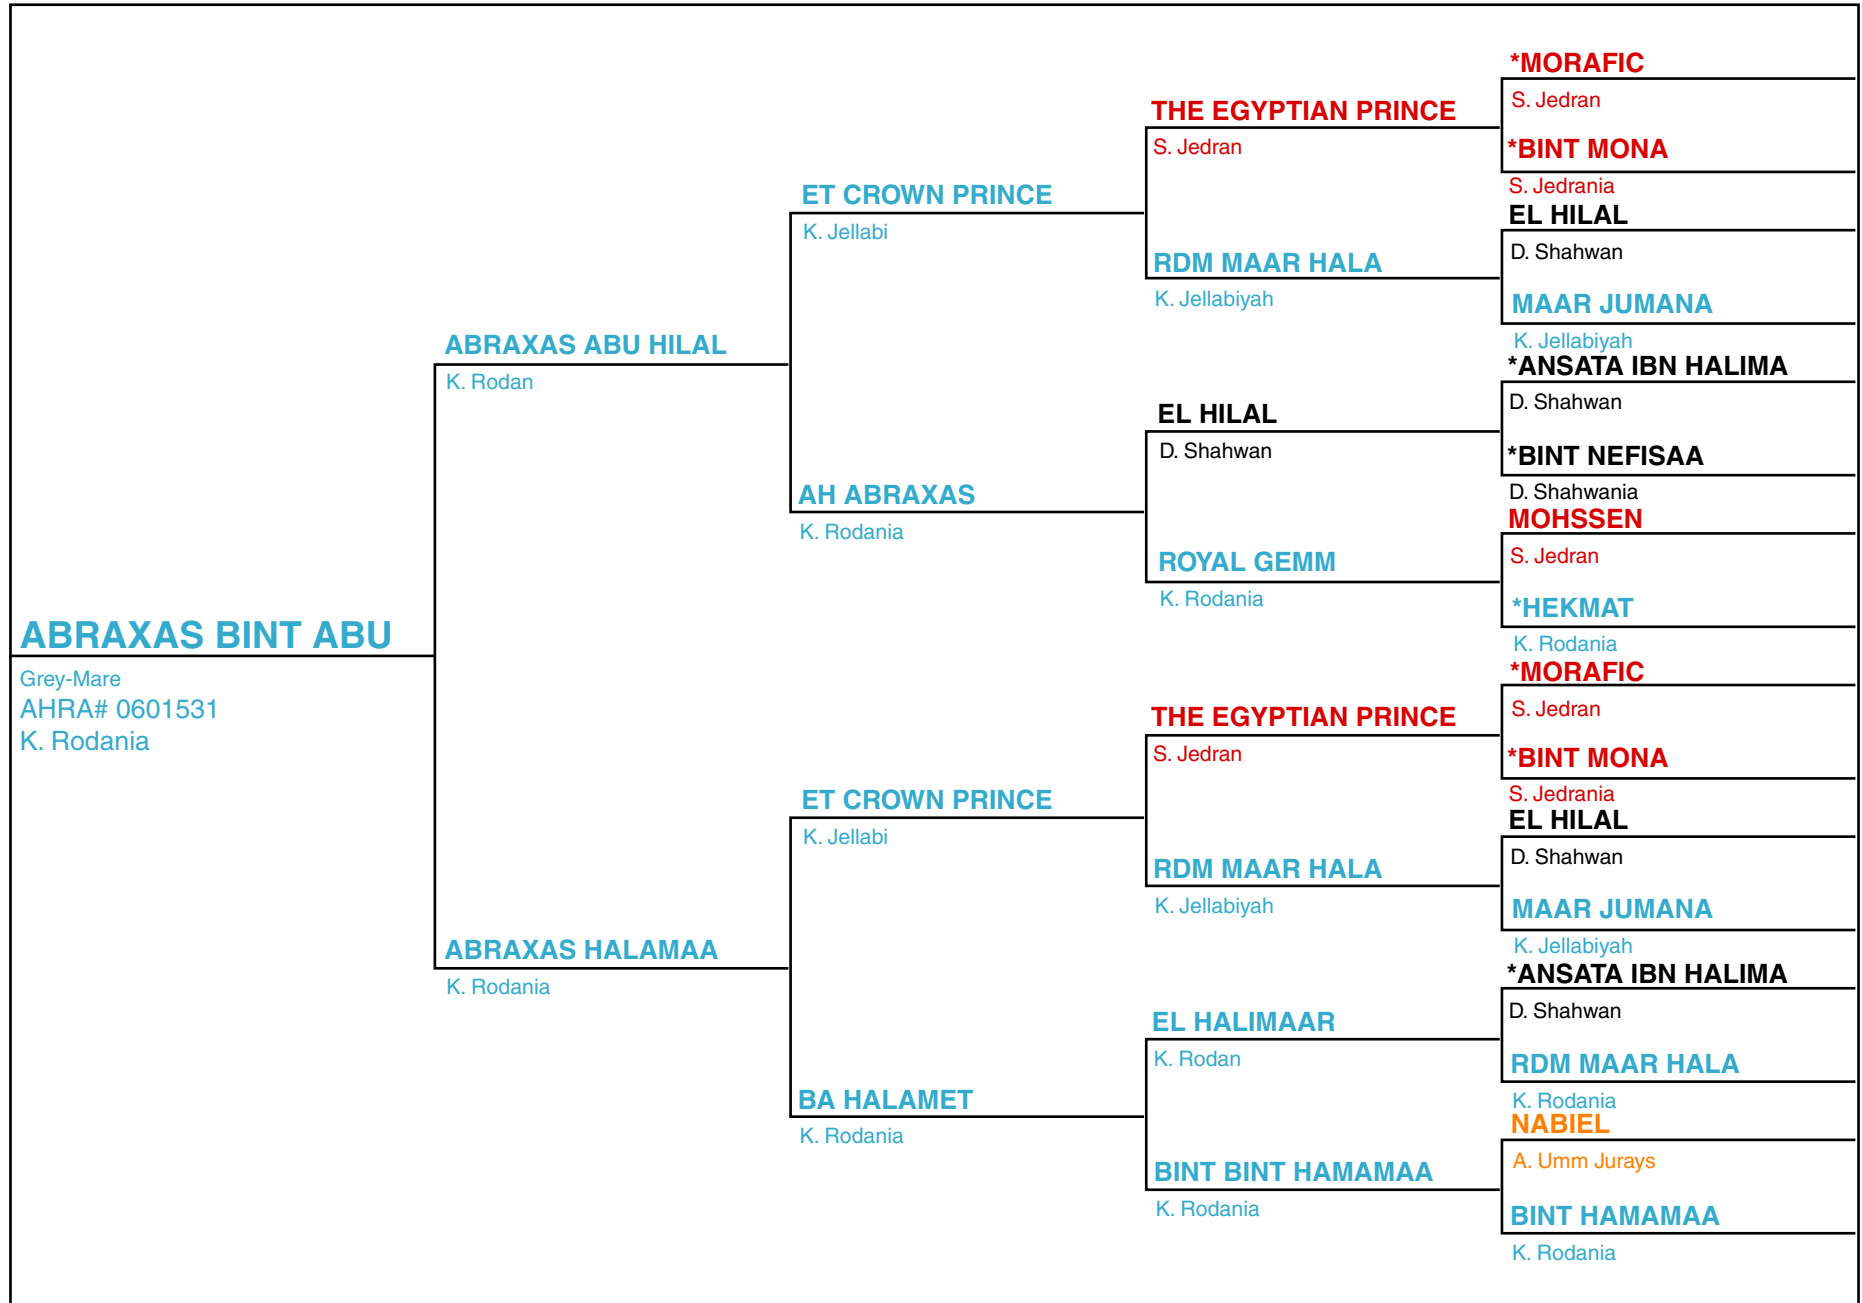 ABRAXAS BINT ABU
Grey-Mare
AHRA# 0601531
K. Rodania
ABRAXAS ABU HILAL
K. Rodan
ABRAXAS HALAMAA
K. Rodania
ET CROWN PRINCE
K. Jellabi
AH ABRAXAS
K. Rodania
ET CROWN PRINCE
K. Jellabi
BA HALAMET
K. Rodania
THE EGYPTIAN PRINCE
S. Jedran
RDM MAAR HALA
K. Jellabiyah
EL HILAL
D. Shahwan
ROYAL GEMM
K. Rodania
THE EGYPTIAN PRINCE
S. Jedran
RDM MAAR HALA
K. Jellabiyah
EL HALIMAAR
K. Rodan
BINT BINT HAMAMAA
K. Rodania
*MORAFIC
S. Jedran
*BINT MONA
S. Jedrania
EL HILAL
D. Shahwan
MAAR JUMANA
K. Jellabiyah
*ANSATA IBN HALIMA
D. Shahwan
*BINT NEFISAA
D. Shahwania
MOHSSEN
S. Jedran
*HEKMAT
K. Rodania
*MORAFIC
S. Jedran
*BINT MONA
S. Jedrania
EL HILAL
D. Shahwan
MAAR JUMANA
K. Jellabiyah
*ANSATA IBN HALIMA
D. Shahwan
RDM MAAR HALA
K. Rodania
NABIEL
A. Umm Jurays
BINT HAMAMAA
K. Rodania